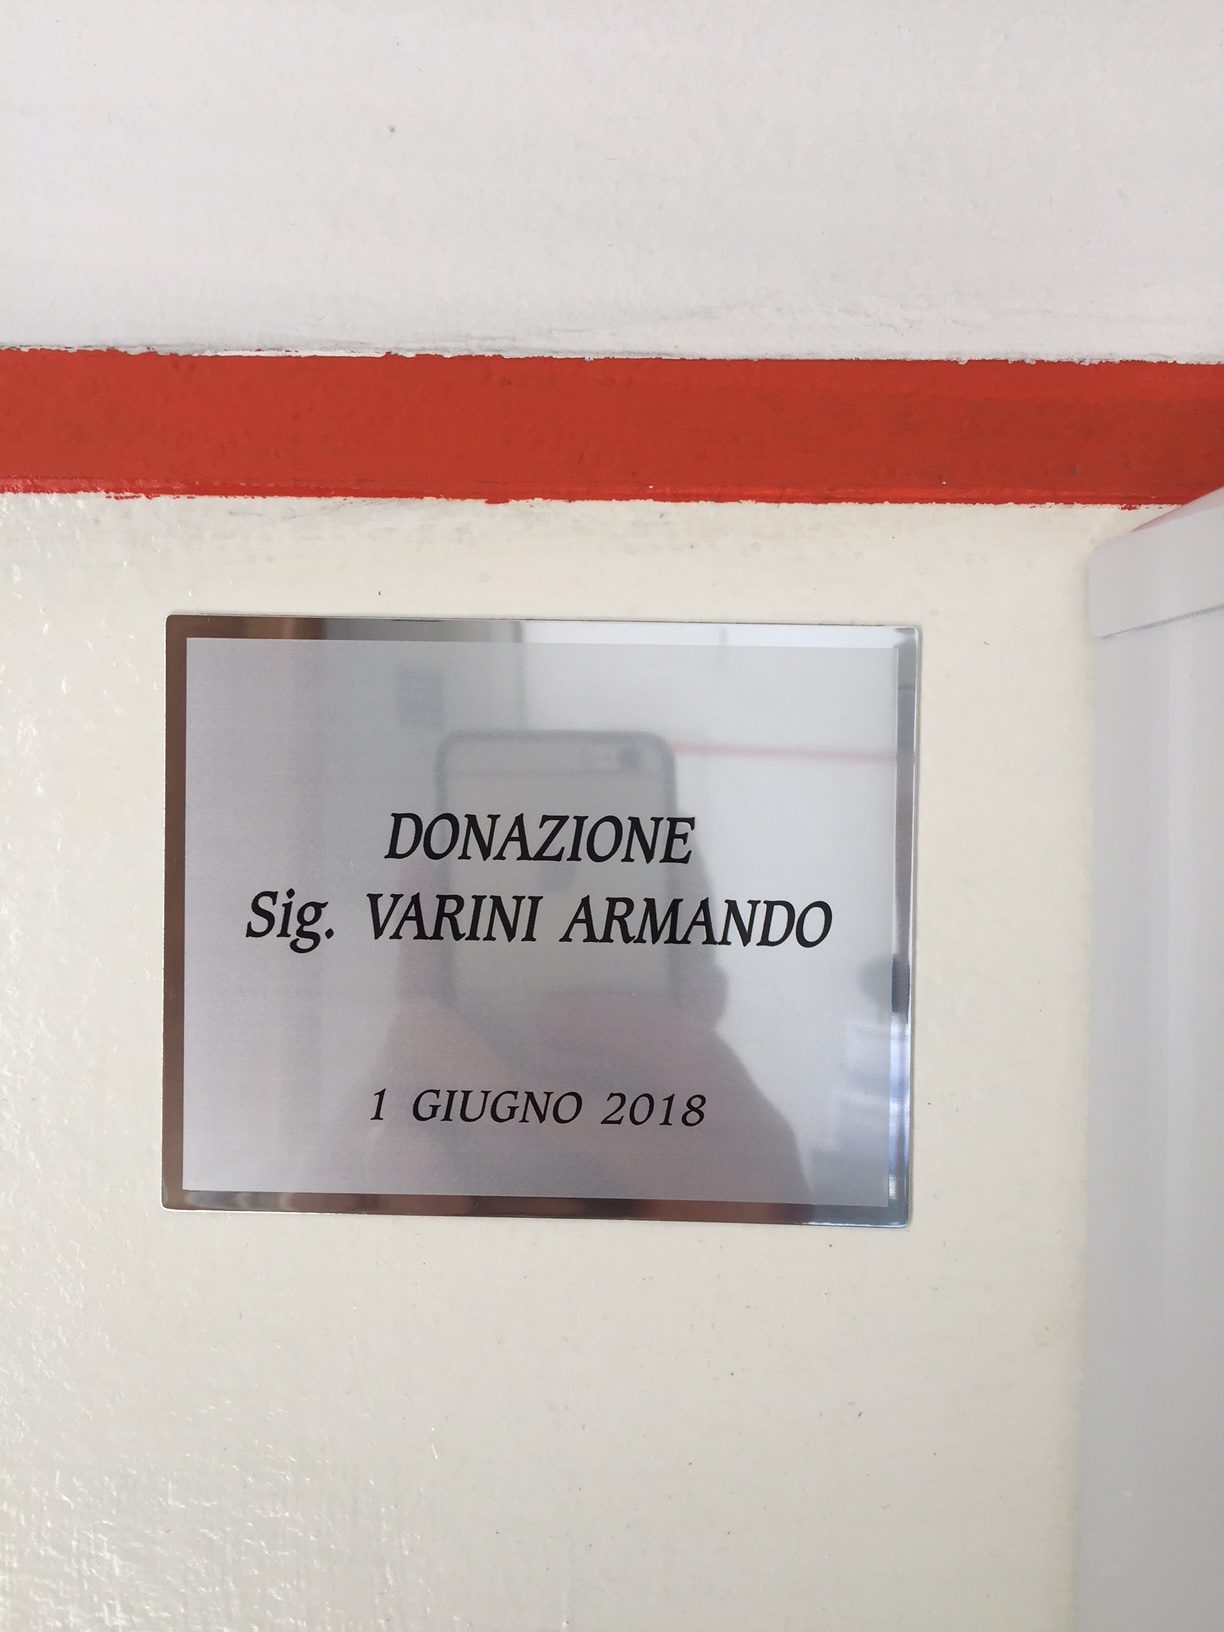 DONAZIONE
Sig. VARINI ARMANDO
1 GIUGNO 2018